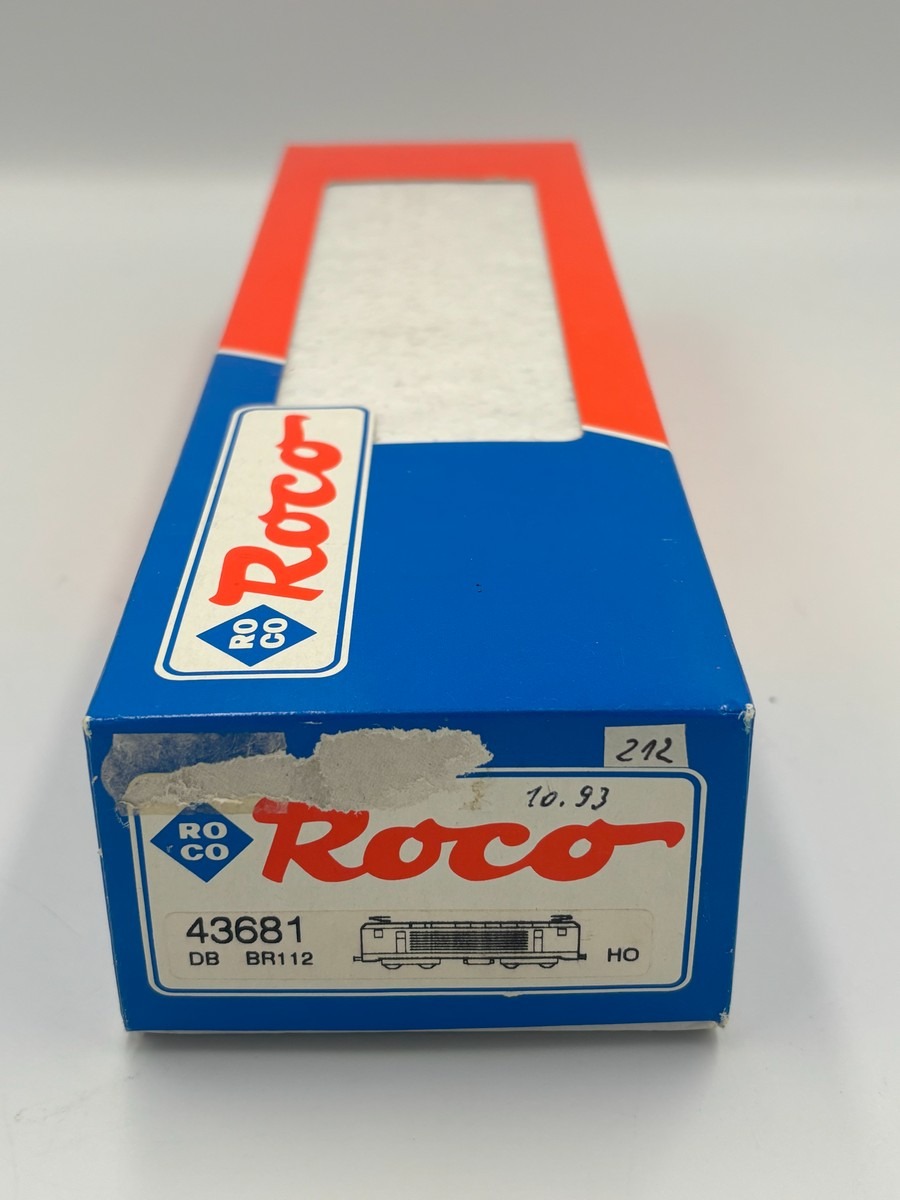 Roco
RO
CO
212
10.93
RO
CO
Roco
43681
DB BR112
HO